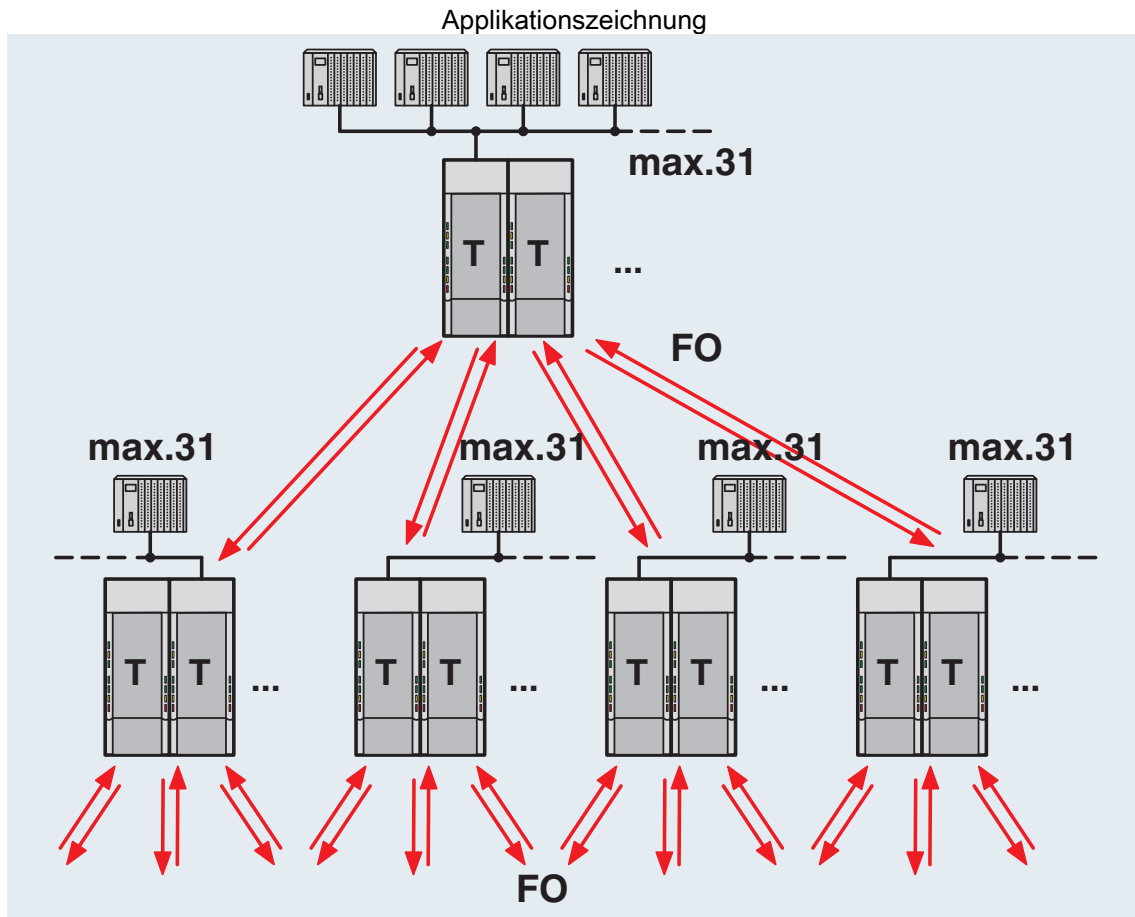 Applikationszeichnung
max.31
T T ...
FO
max.31 max.31 max.31 max.31
T T ... T T ... T T ... T T ...
FO